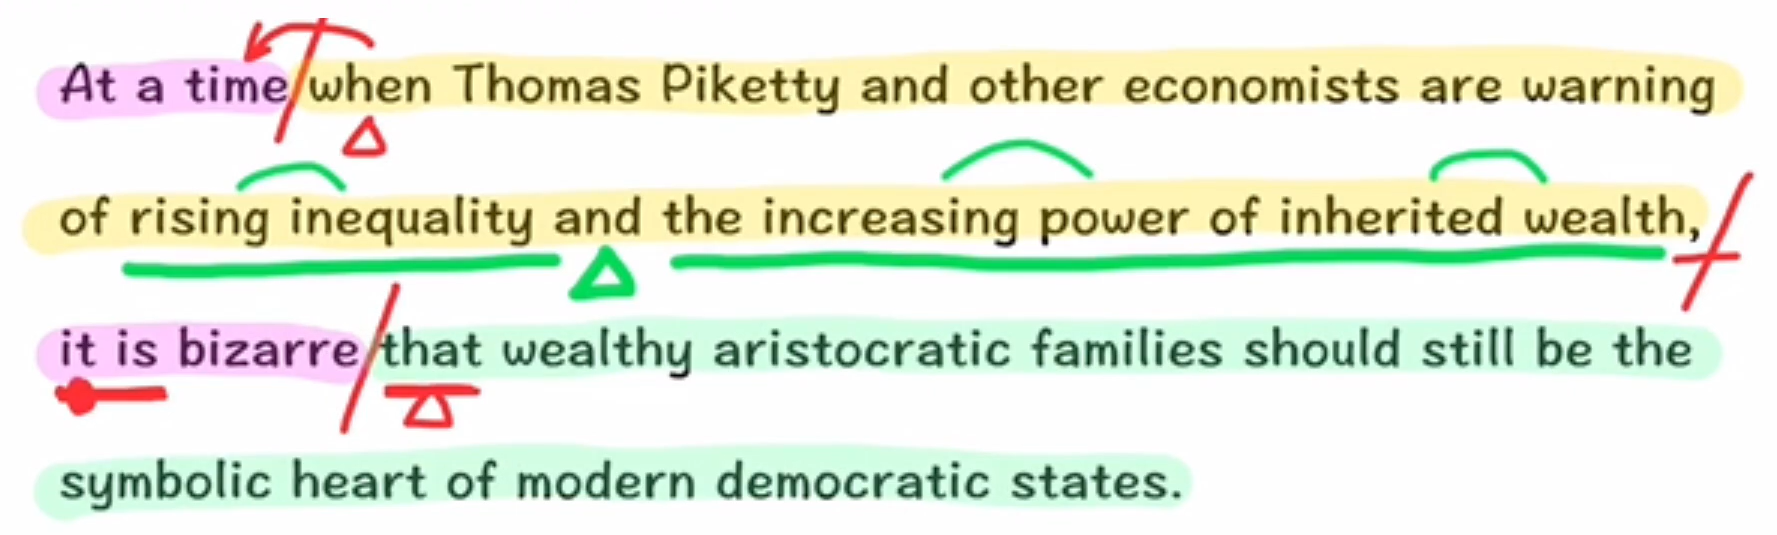 At a time when Thomas Piketty and other economists are warning
of rising inequality and the increasing power of inherited wealth,
it is bizarre that wealthy aristocratic families should still be the
symbolic heart of modern democratic states.